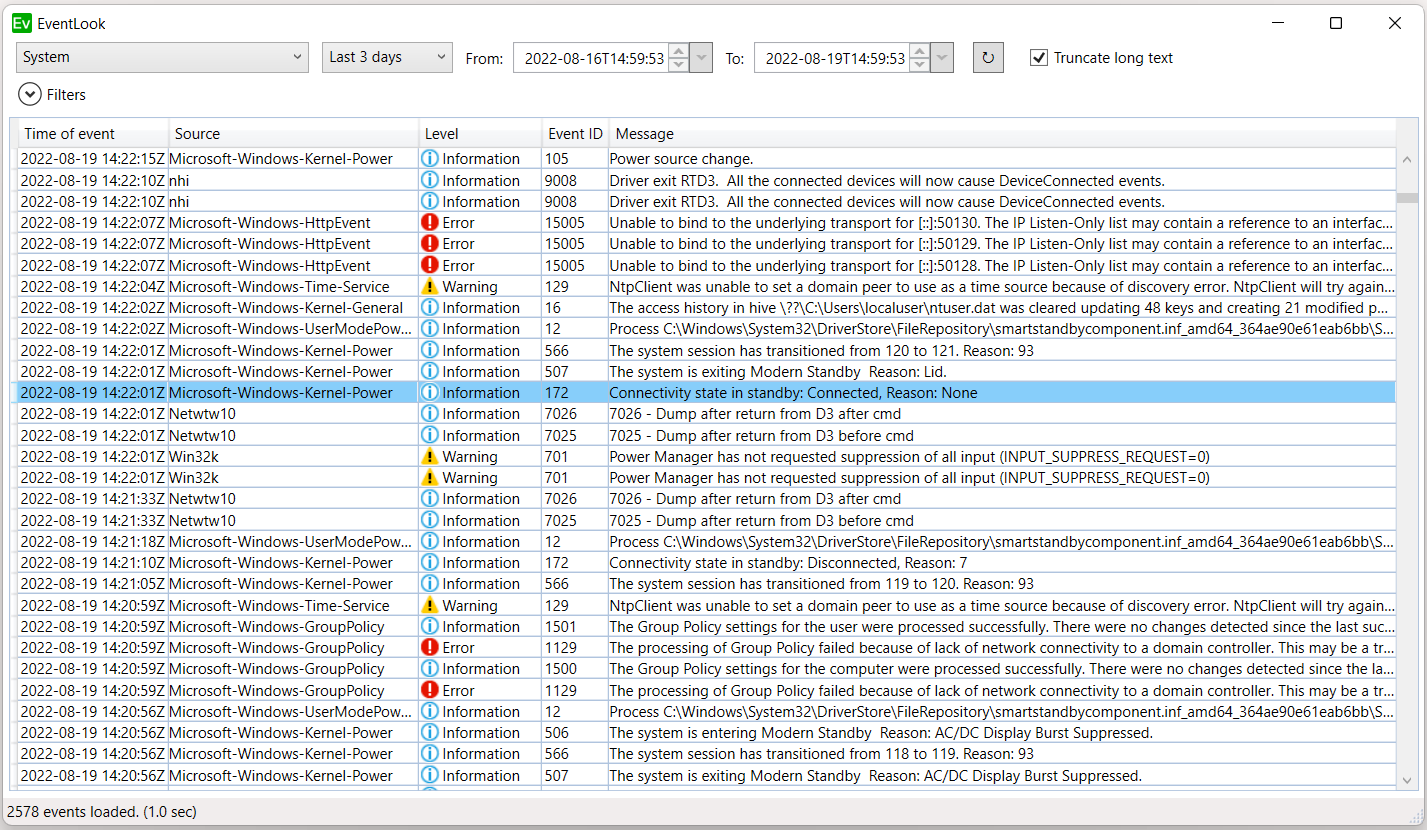 Ev EventLook
System Last 3 days From: 2022-08-16T14:59:53 To: 2022-08-19T14:59:53 Truncate long text
Filters
Time of event Source Level Event ID Message
2022-08-19 14:22:15Z Microsoft-Windows-Kernel-Power Information 105 Power source change.
2022-08-19 14:22:10Z nhi Information 9008 Driver exit RTD3.  All the connected devices will now cause DeviceConnected events.
2022-08-19 14:22:10Z nhi Information 9008 Driver exit RTD3.  All the connected devices will now cause DeviceConnected events.
2022-08-19 14:22:07Z Microsoft-Windows-HttpEvent Error 15005 Unable to bind to the underlying transport for [::]:50130. The IP Listen-Only list may contain a reference to an interfac...
2022-08-19 14:22:07Z Microsoft-Windows-HttpEvent Error 15005 Unable to bind to the underlying transport for [::]:50129. The IP Listen-Only list may contain a reference to an interfac...
2022-08-19 14:22:07Z Microsoft-Windows-HttpEvent Error 15005 Unable to bind to the underlying transport for [::]:50128. The IP Listen-Only list may contain a reference to an interfac...
2022-08-19 14:22:04Z Microsoft-Windows-Time-Service Warning 129 NtpClient was unable to set a domain peer to use as a time source because of discovery error. NtpClient will try again...
2022-08-19 14:22:02Z Microsoft-Windows-Kernel-General Information 16 The access history in hive \??\C:\Users\localuser\ntuser.dat was cleared updating 48 keys and creating 21 modified p...
2022-08-19 14:22:02Z Microsoft-Windows-UserModePow... Information 12 Process C:\Windows\System32\DriverStore\FileRepository\smartstandbycomponent.inf_amd64_364ae90e61eab6bb\S...
2022-08-19 14:22:01Z Microsoft-Windows-Kernel-Power Information 566 The system session has transitioned from 120 to 121. Reason: 93
2022-08-19 14:22:01Z Microsoft-Windows-Kernel-Power Information 507 The system is exiting Modern Standby  Reason: Lid.
2022-08-19 14:22:01Z Microsoft-Windows-Kernel-Power Information 172 Connectivity state in standby: Connected, Reason: None
2022-08-19 14:22:01Z Netwtw10 Information 7026 7026 - Dump after return from D3 after cmd
2022-08-19 14:22:01Z Netwtw10 Information 7025 7025 - Dump after return from D3 before cmd
2022-08-19 14:22:01Z Win32k Warning 701 Power Manager has not requested suppression of all input (INPUT_SUPPRESS_REQUEST=0)
2022-08-19 14:22:01Z Win32k Warning 701 Power Manager has not requested suppression of all input (INPUT_SUPPRESS_REQUEST=0)
2022-08-19 14:21:33Z Netwtw10 Information 7026 7026 - Dump after return from D3 after cmd
2022-08-19 14:21:33Z Netwtw10 Information 7025 7025 - Dump after return from D3 before cmd
2022-08-19 14:21:18Z Microsoft-Windows-UserModePow... Information 12 Process C:\Windows\System32\DriverStore\FileRepository\smartstandbycomponent.inf_amd64_364ae90e61eab6bb\S...
2022-08-19 14:21:10Z Microsoft-Windows-Kernel-Power Information 172 Connectivity state in standby: Disconnected, Reason: 7
2022-08-19 14:21:05Z Microsoft-Windows-Kernel-Power Information 566 The system session has transitioned from 119 to 120. Reason: 93
2022-08-19 14:20:59Z Microsoft-Windows-Time-Service Warning 129 NtpClient was unable to set a domain peer to use as a time source because of discovery error. NtpClient will try again...
2022-08-19 14:20:59Z Microsoft-Windows-GroupPolicy Information 1501 The Group Policy settings for the user were processed successfully. There were no changes detected since the last suc...
2022-08-19 14:20:59Z Microsoft-Windows-GroupPolicy Error 1129 The processing of Group Policy failed because of lack of network connectivity to a domain controller. This may be a tr...
2022-08-19 14:20:59Z Microsoft-Windows-GroupPolicy Information 1500 The Group Policy settings for the computer were processed successfully. There were no changes detected since the la...
2022-08-19 14:20:59Z Microsoft-Windows-GroupPolicy Error 1129 The processing of Group Policy failed because of lack of network connectivity to a domain controller. This may be a tr...
2022-08-19 14:20:56Z Microsoft-Windows-UserModePow... Information 12 Process C:\Windows\System32\DriverStore\FileRepository\smartstandbycomponent.inf_amd64_364ae90e61eab6bb\S...
2022-08-19 14:20:56Z Microsoft-Windows-Kernel-Power Information 506 The system is entering Modern Standby  Reason: AC/DC Display Burst Suppressed.
2022-08-19 14:20:56Z Microsoft-Windows-Kernel-Power Information 566 The system session has transitioned from 118 to 119. Reason: 93
2022-08-19 14:20:56Z Microsoft-Windows-Kernel-Power Information 507 The system is exiting Modern Standby  Reason: AC/DC Display Burst Suppressed.
2578 events loaded. (1.0 sec)